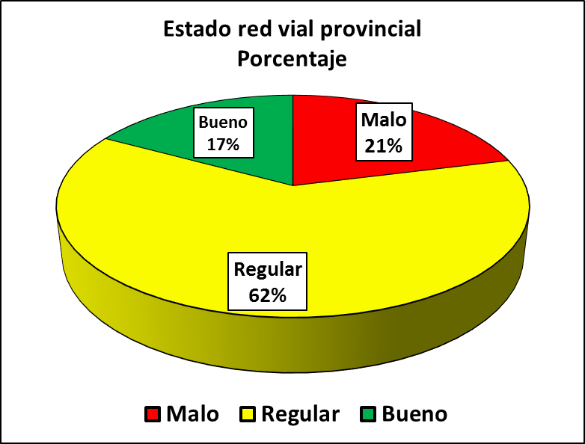 Estado red vial provincial
Porcentaje
Bueno
17%
Malo
21%
Regular
62%
Malo Regular Bueno